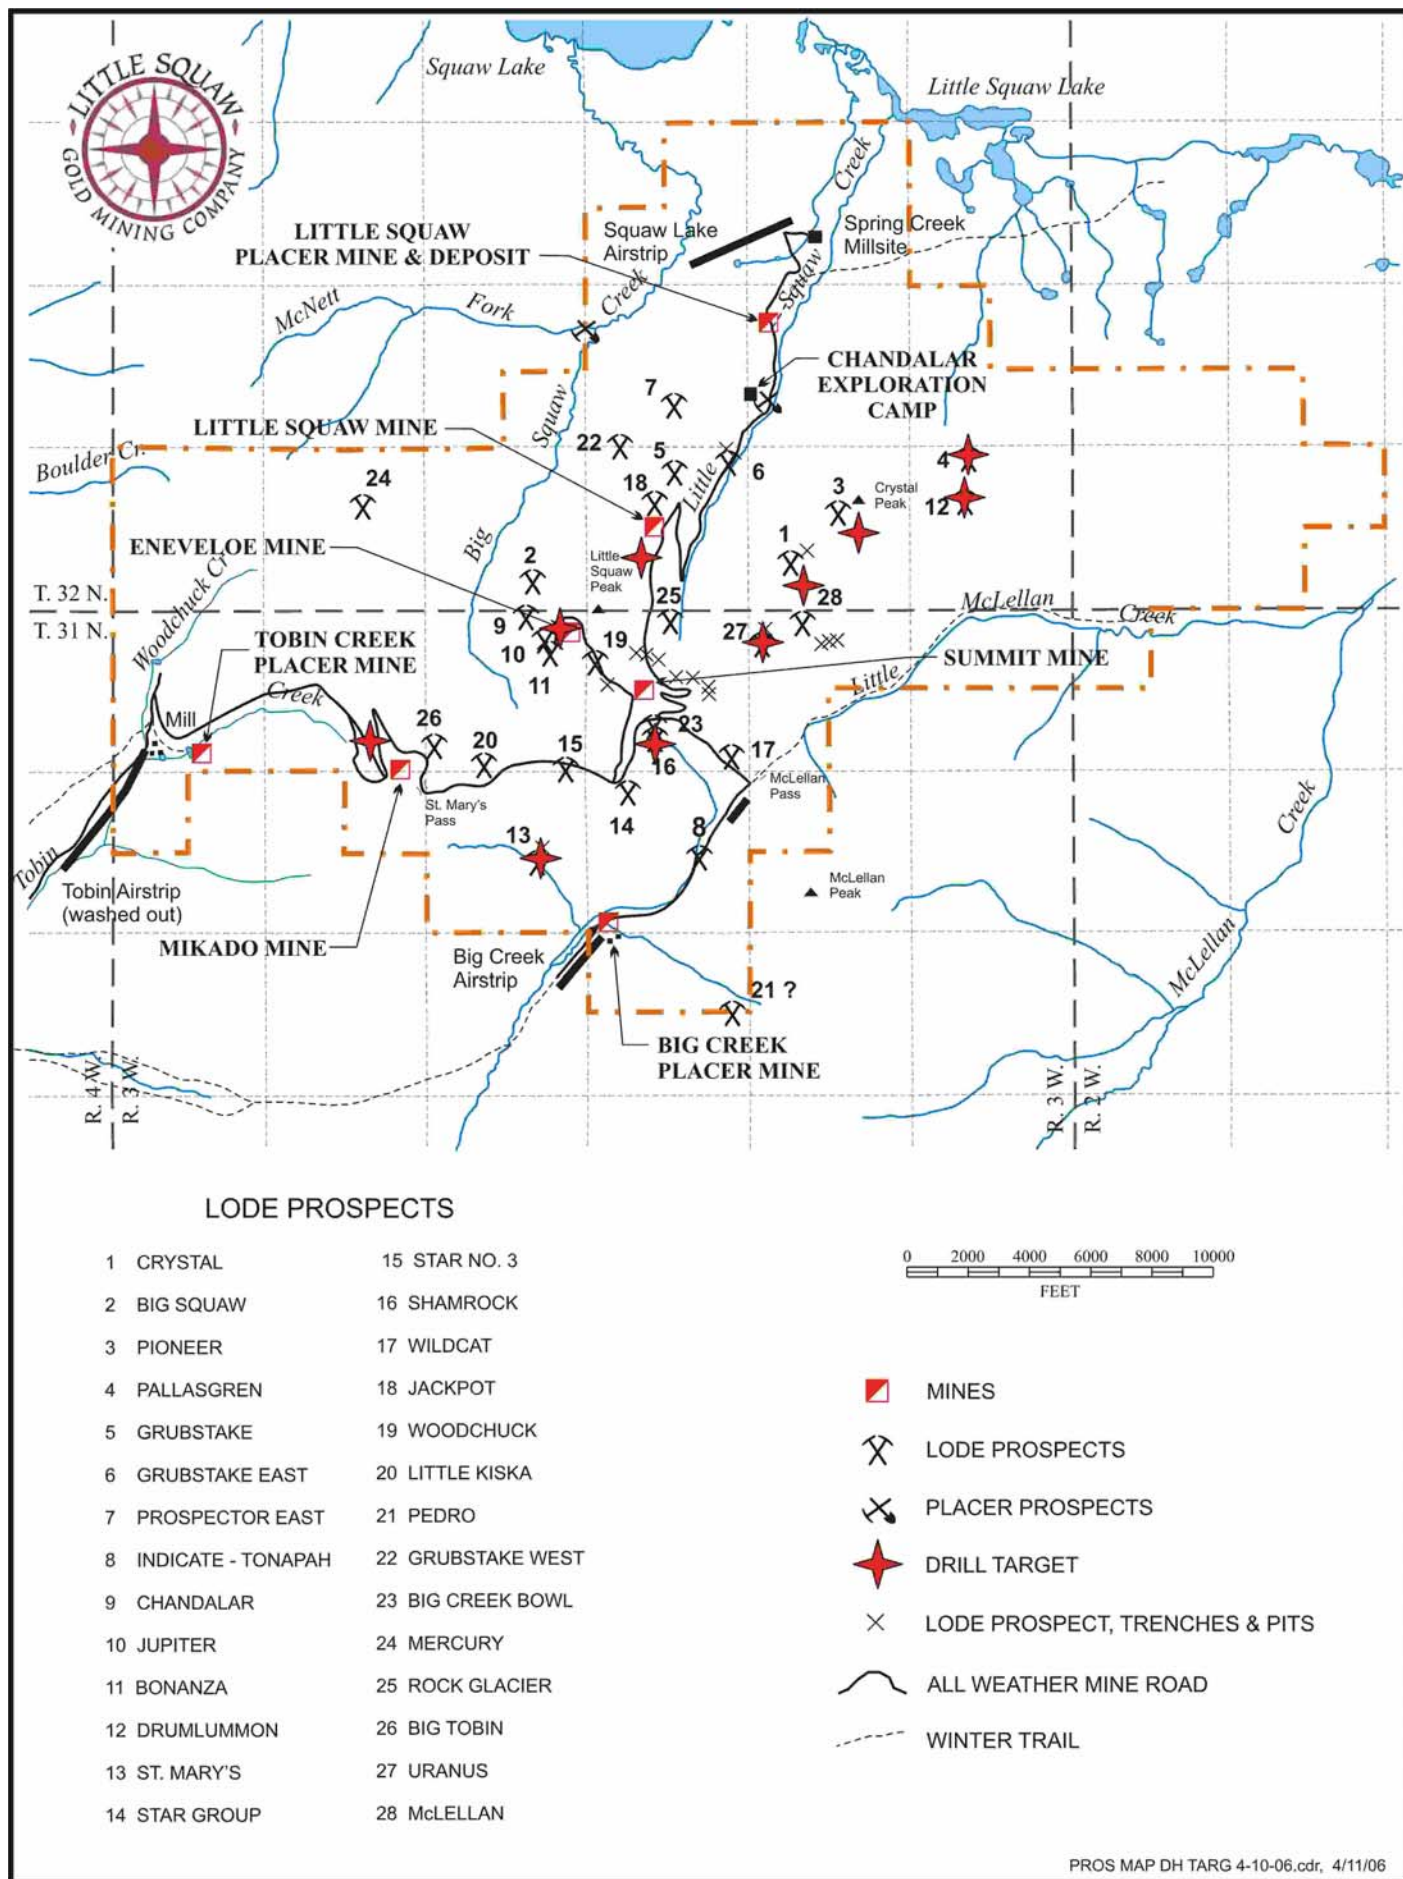 LITTLE SQUAW
GOLD MINING COMPANY
Squaw Lake
Little Squaw Lake
Creek
LITTLE SQUAW
PLACER MINE & DEPOSIT
Squaw Lake
Airstrip
Spring Creek
Millsite
Squaw
Creek
McNett
Fork
CHANDALAR
EXPLORATION
CAMP
7
Squaw
LITTLE SQUAW MINE
22
5
Little
6
Boulder Cr.
24
18
3
Crystal
Peak
4
12
ENEVELOE MINE
Big
2
Little
Squaw
Peak
1
28
T. 32 N.
T. 31 N.
Woodchuck Cr.
25
McLellan
Creek
9
10
11
19
27
TOBIN CREEK
PLACER MINE
SUMMIT MINE
Little
Creek
Mill
26
20
15
23
16
17
McLellan
Pass
St. Mary's
Pass
14
13
8
Creek
Tobin
McLellan
Peak
Tobin Airstrip
(washed out)
MIKADO MINE
Big Creek
Airstrip
McLellan
21 ?
BIG CREEK
PLACER MINE
R. 4 W.
R. 3 W.
R. 3 W.
R. 2 W.
LODE PROSPECTS
1 CRYSTAL
2 BIG SQUAW
3 PIONEER
4 PALLASGREN
5 GRUBSTAKE
6 GRUBSTAKE EAST
7 PROSPECTOR EAST
8 INDICATE - TONAPAH
9 CHANDALAR
10 JUPITER
11 BONANZA
12 DRUMLUMMON
13 ST. MARY'S
14 STAR GROUP
15 STAR NO. 3
16 SHAMROCK
17 WILDCAT
18 JACKPOT
19 WOODCHUCK
20 LITTLE KISKA
21 PEDRO
22 GRUBSTAKE WEST
23 BIG CREEK BOWL
24 MERCURY
25 ROCK GLACIER
26 BIG TOBIN
27 URANUS
28 McLELLAN
0 2000 4000 6000 8000 10000
FEET
MINES
LODE PROSPECTS
PLACER PROSPECTS
DRILL TARGET
LODE PROSPECT, TRENCHES & PITS
ALL WEATHER MINE ROAD
WINTER TRAIL
PROS MAP DH TARG 4-10-06.cdr, 4/11/06